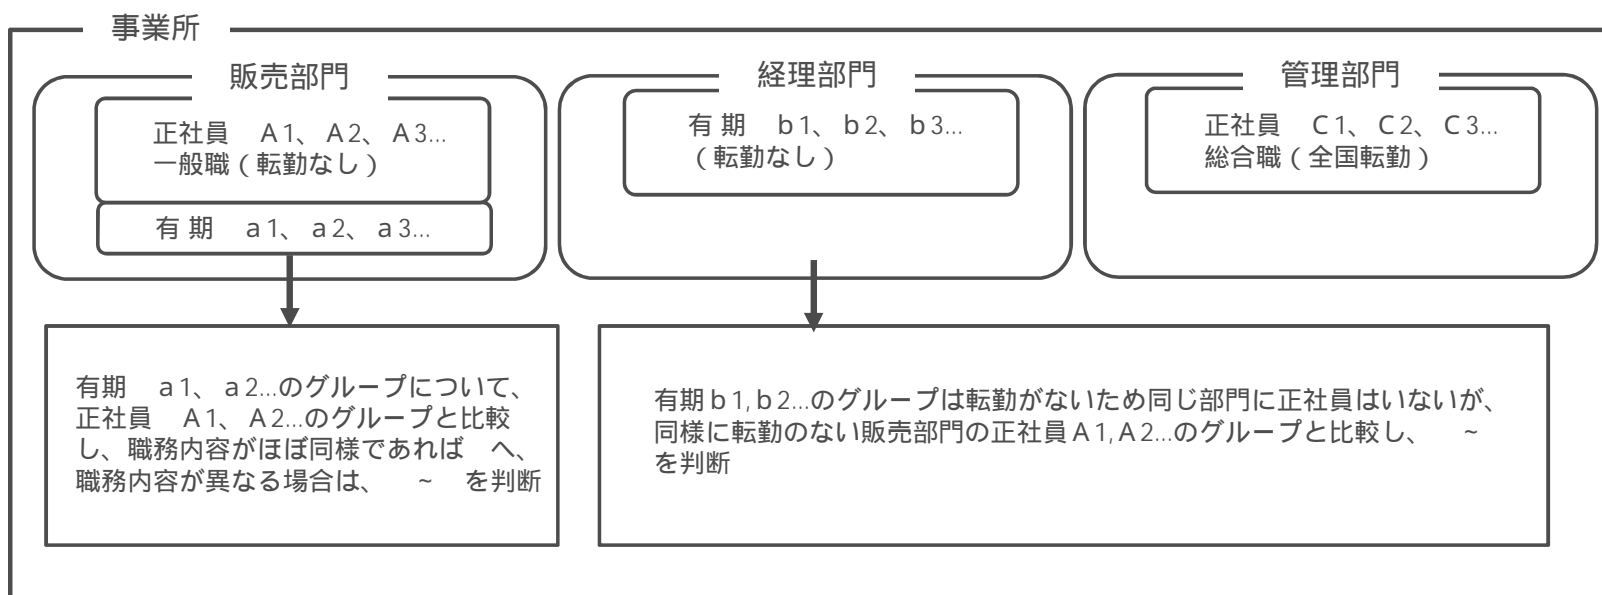 事業所
販売部門
正社員 A1、A2、A3…
一般職(転勤なし)
有期 a1、a2、a3…
経理部門
有期 b1、b2、b3…
(転勤なし)
管理部門
正社員 C1、C2、C3…
総合職(全国転勤)
有期 a1、a2…のグループについて、
正社員 A1、A2…のグループと比較
し、職務内容がほぼ同様であれば へ、
職務内容が異なる場合は、 ~ を判断
有期b1,b2…のグループは転勤がないため同じ部門に正社員はいないが、
同様に転勤のない販売部門の正社員A1,A2…のグループと比較し、 ~
を判断